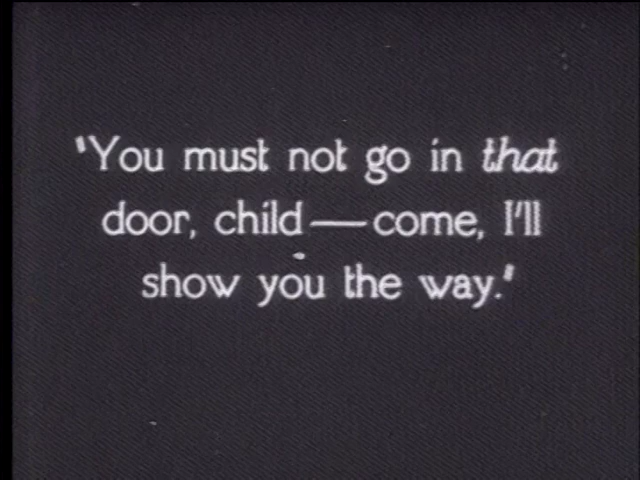 'You must not go in that
door, child—come, I'll
show you the way.'